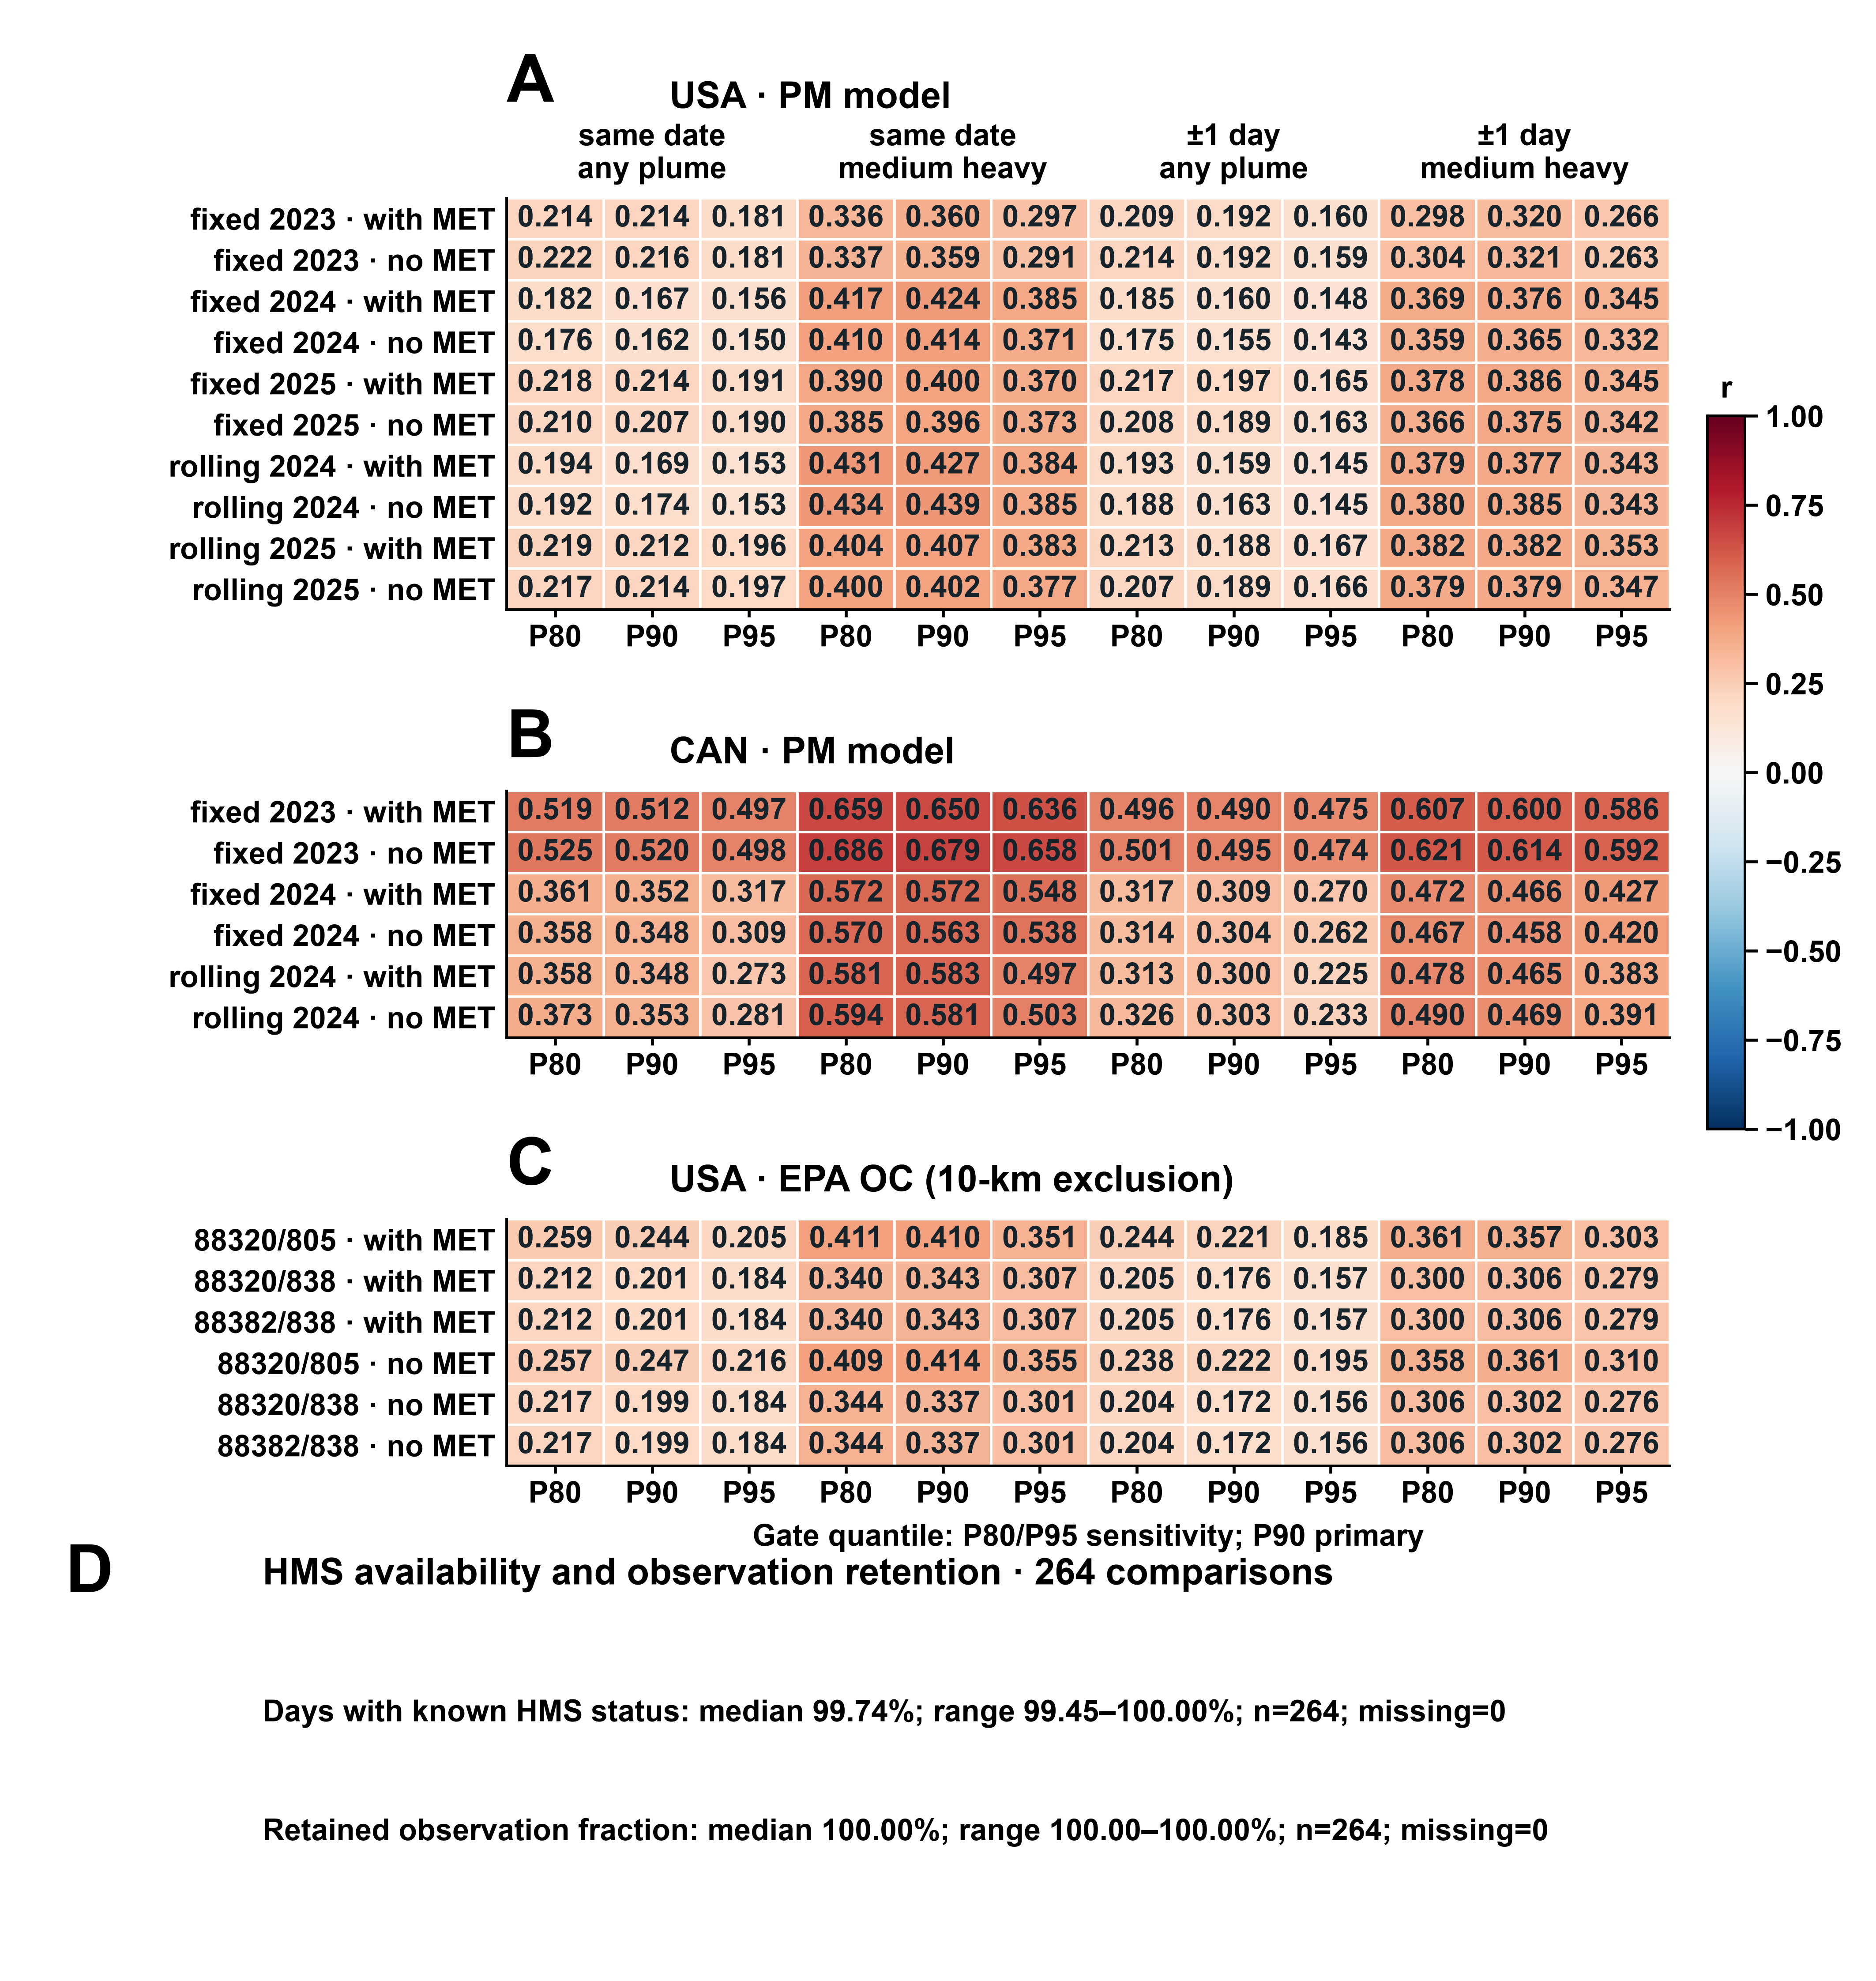 A
USA · PM model
same date any plume same date medium heavy ±1 day any plume ±1 day medium heavy
fixed 2023 · with MET 0.214 0.214 0.181 0.336 0.360 0.297 0.209 0.192 0.160 0.298 0.320 0.266
fixed 2023 · no MET 0.222 0.216 0.181 0.337 0.359 0.291 0.214 0.192 0.159 0.304 0.321 0.263
fixed 2024 · with MET 0.182 0.167 0.156 0.417 0.424 0.385 0.185 0.160 0.148 0.369 0.376 0.345
fixed 2024 · no MET 0.176 0.162 0.150 0.410 0.414 0.371 0.175 0.155 0.143 0.359 0.365 0.332
fixed 2025 · with MET 0.218 0.214 0.191 0.390 0.400 0.370 0.217 0.197 0.165 0.378 0.386 0.345
fixed 2025 · no MET 0.210 0.207 0.190 0.385 0.396 0.373 0.208 0.189 0.163 0.366 0.375 0.342
rolling 2024 · with MET 0.194 0.169 0.153 0.431 0.427 0.384 0.193 0.159 0.145 0.379 0.377 0.343
rolling 2024 · no MET 0.192 0.174 0.153 0.434 0.439 0.385 0.188 0.163 0.145 0.380 0.385 0.343
rolling 2025 · with MET 0.219 0.212 0.196 0.404 0.407 0.383 0.213 0.188 0.167 0.382 0.382 0.353
rolling 2025 · no MET 0.217 0.214 0.197 0.400 0.402 0.377 0.207 0.189 0.166 0.379 0.379 0.347
P80 P90 P95 P80 P90 P95 P80 P90 P95 P80 P90 P95
B
CAN · PM model
fixed 2023 · with MET 0.519 0.512 0.497 0.659 0.650 0.636 0.496 0.490 0.475 0.607 0.600 0.586
fixed 2023 · no MET 0.525 0.520 0.498 0.686 0.679 0.658 0.501 0.495 0.474 0.621 0.614 0.592
fixed 2024 · with MET 0.361 0.352 0.317 0.572 0.572 0.548 0.317 0.309 0.270 0.472 0.466 0.427
fixed 2024 · no MET 0.358 0.348 0.309 0.570 0.563 0.538 0.314 0.304 0.262 0.467 0.458 0.420
rolling 2024 · with MET 0.358 0.348 0.273 0.581 0.583 0.497 0.313 0.300 0.225 0.478 0.465 0.383
rolling 2024 · no MET 0.373 0.353 0.281 0.594 0.581 0.503 0.326 0.303 0.233 0.490 0.469 0.391
P80 P90 P95 P80 P90 P95 P80 P90 P95 P80 P90 P95
r
1.00
0.75
0.50
0.25
0.00
−0.25
−0.50
−0.75
−1.00
C
USA · EPA OC (10-km exclusion)
88320/805 · with MET 0.259 0.244 0.205 0.411 0.410 0.351 0.244 0.221 0.185 0.361 0.357 0.303
88320/838 · with MET 0.212 0.201 0.184 0.340 0.343 0.307 0.205 0.176 0.157 0.300 0.306 0.279
88382/838 · with MET 0.212 0.201 0.184 0.340 0.343 0.307 0.205 0.176 0.157 0.300 0.306 0.279
88320/805 · no MET 0.257 0.247 0.216 0.409 0.414 0.355 0.238 0.222 0.195 0.358 0.361 0.310
88320/838 · no MET 0.217 0.199 0.184 0.344 0.337 0.301 0.204 0.172 0.156 0.306 0.302 0.276
88382/838 · no MET 0.217 0.199 0.184 0.344 0.337 0.301 0.204 0.172 0.156 0.306 0.302 0.276
P80 P90 P95 P80 P90 P95 P80 P90 P95 P80 P90 P95
Gate quantile: P80/P95 sensitivity; P90 primary
D
HMS availability and observation retention · 264 comparisons
Days with known HMS status: median 99.74%; range 99.45–100.00%; n=264; missing=0
Retained observation fraction: median 100.00%; range 100.00–100.00%; n=264; missing=0